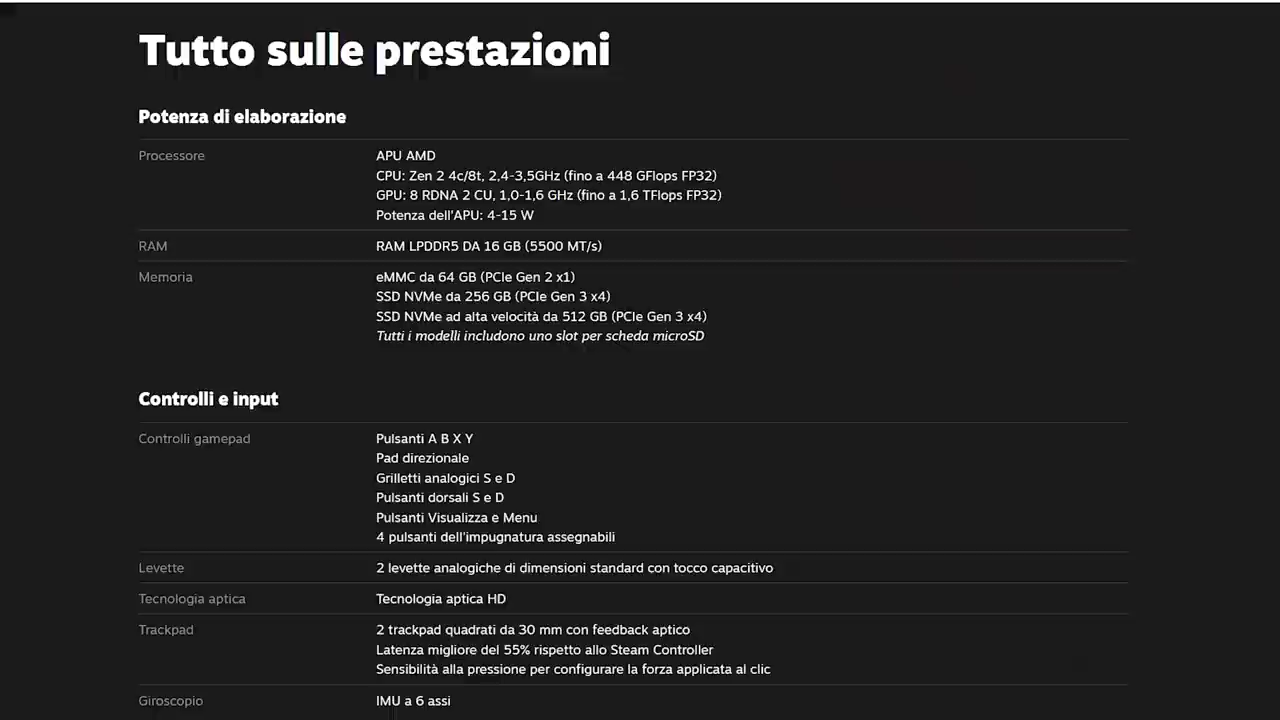 Tutto sulle prestazioni
Potenza di elaborazione
Processore
APU AMD
CPU: Zen 2 4c/8t, 2,4-3,5GHz (fino a 448 GFlops FP32)
GPU: 8 RDNA 2 CU, 1,0-1,6 GHz (fino a 1,6 TFlops FP32)
Potenza dell'APU: 4-15 W
RAM
RAM LPDDR5 DA 16 GB (5500 MT/s)
Memoria
eMMC da 64 GB (PCIe Gen 2 x1)
SSD NVMe da 256 GB (PCIe Gen 3 x4)
SSD NVMe ad alta velocità da 512 GB (PCIe Gen 3 x4)
Tutti i modelli includono uno slot per scheda microSD
Controlli e input
Controlli gamepad
Pulsanti A B X Y
Pad direzionale
Grilletti analogici S e D
Pulsanti dorsali S e D
Pulsanti Visualizza e Menu
4 pulsanti dell'impugnatura assegnabili
Levette
2 levette analogiche di dimensioni standard con tocco capacitivo
Tecnologia aptica
Tecnologia aptica HD
Trackpad
2 trackpad quadrati da 30 mm con feedback aptico
Latenza migliore del 55% rispetto allo Steam Controller
Sensibilità alla pressione per configurare la forza applicata al clic
Giroscopio
IMU a 6 assi